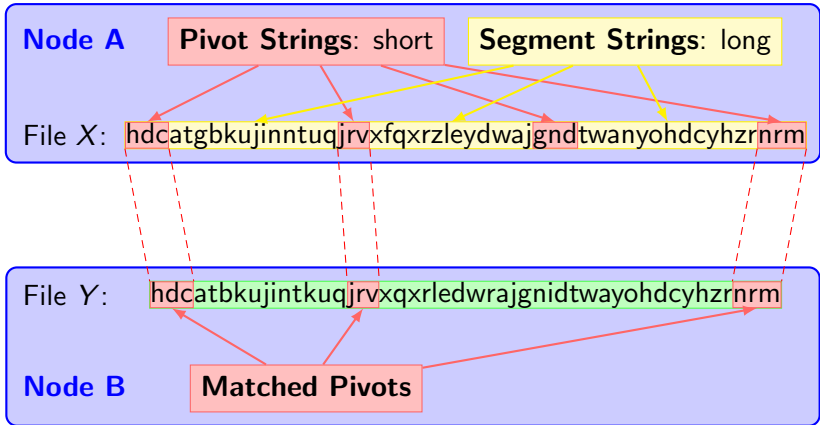 Node A Pivot Strings: short Segment Strings: long
File X: hdcatgbkujinntuqjrvxfqxrzleydwajgndtwanyohdcyhzrnrm
File Y: hdcatbkujintkuqjrvxqxrledwrajgnidtwayohdcyhzrnrm
Node B Matched Pivots